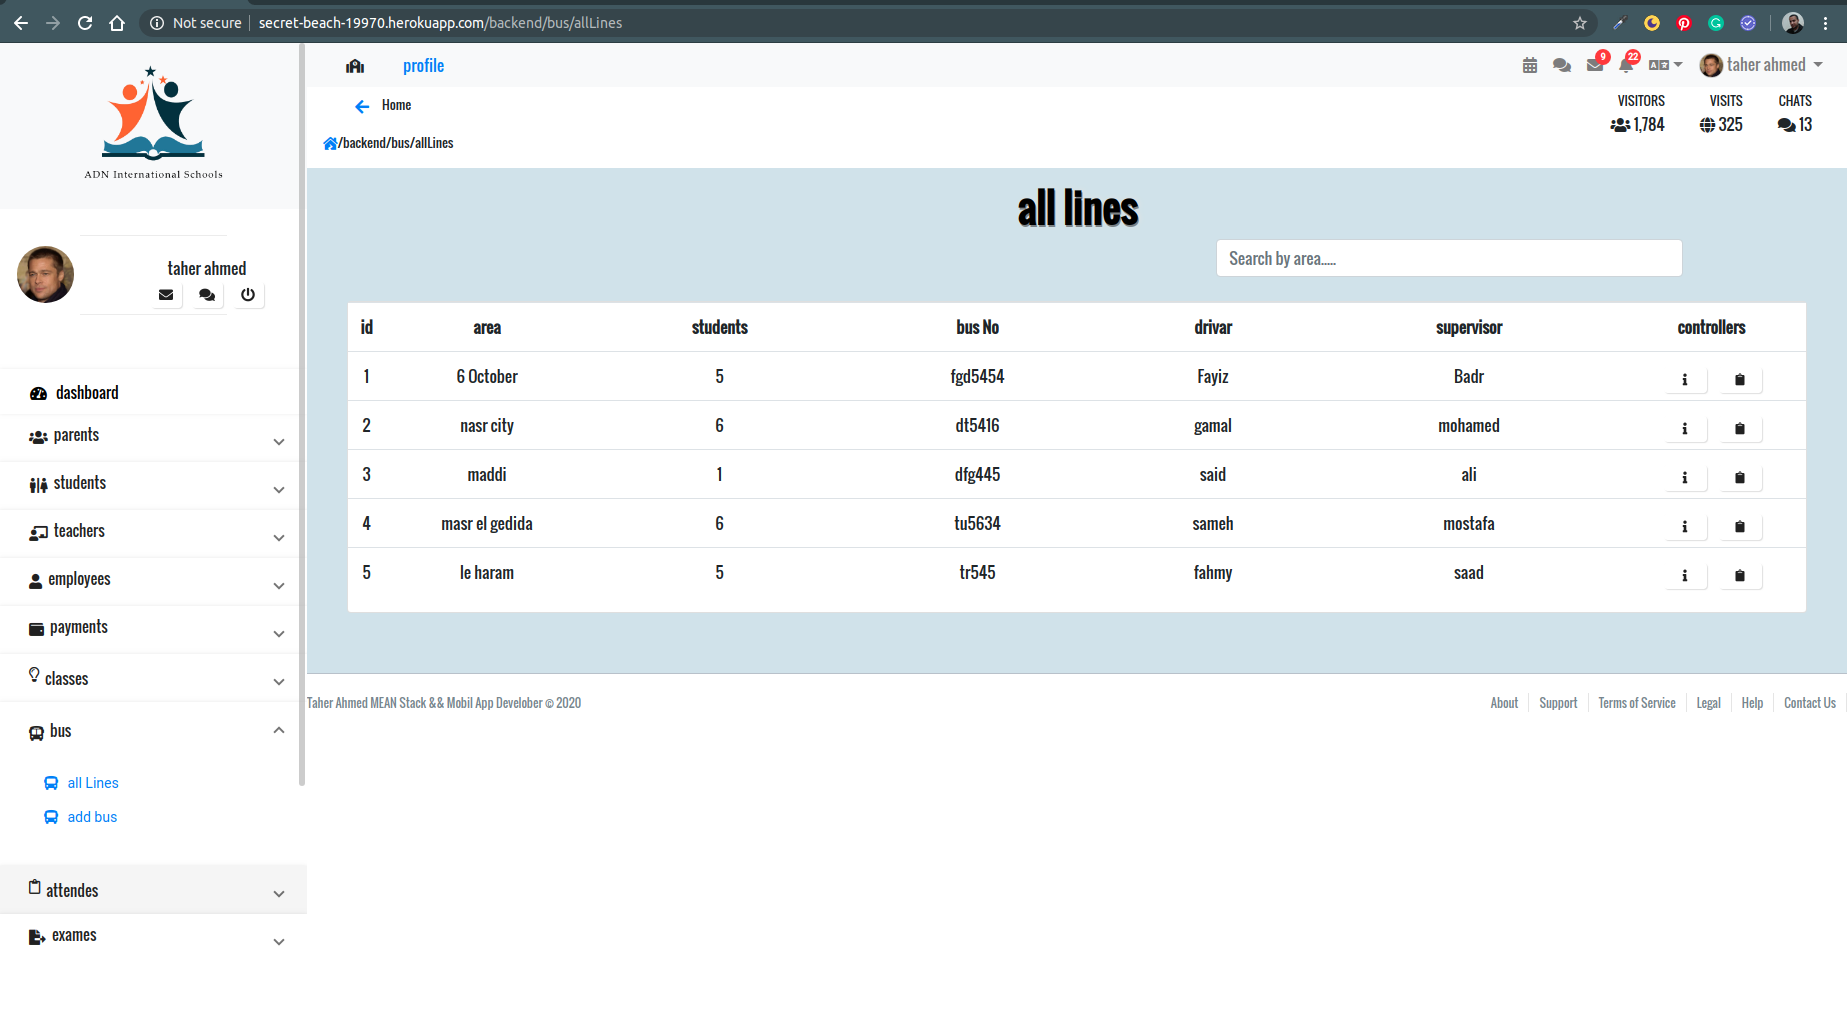 Not secure secret-beach-19970.herokuapp.com/backend/bus/allLines
ADN International Schools
taher ahmed
dashboard
parents
students
teachers
employees
payments
classes
bus
all Lines
add bus
attendes
exames
profile
9
22
taher ahmed
Home
/backend/bus/allLines
VISITORS VISITS CHATS
1,784 325 13
all lines
Search by area.....
id area students bus No drivar supervisor controllers
1 6 October 5 fgd5454 Fayiz Badr
2 nasr city 6 dt5416 gamal mohamed
3 maddi 1 dfg445 said ali
4 masr el gedida 6 tu5634 sameh mostafa
5 le haram 5 tr545 fahmy saad
Taher Ahmed MEAN Stack && Mobil App Develober © 2020
About Support Terms of Service Legal Help Contact Us